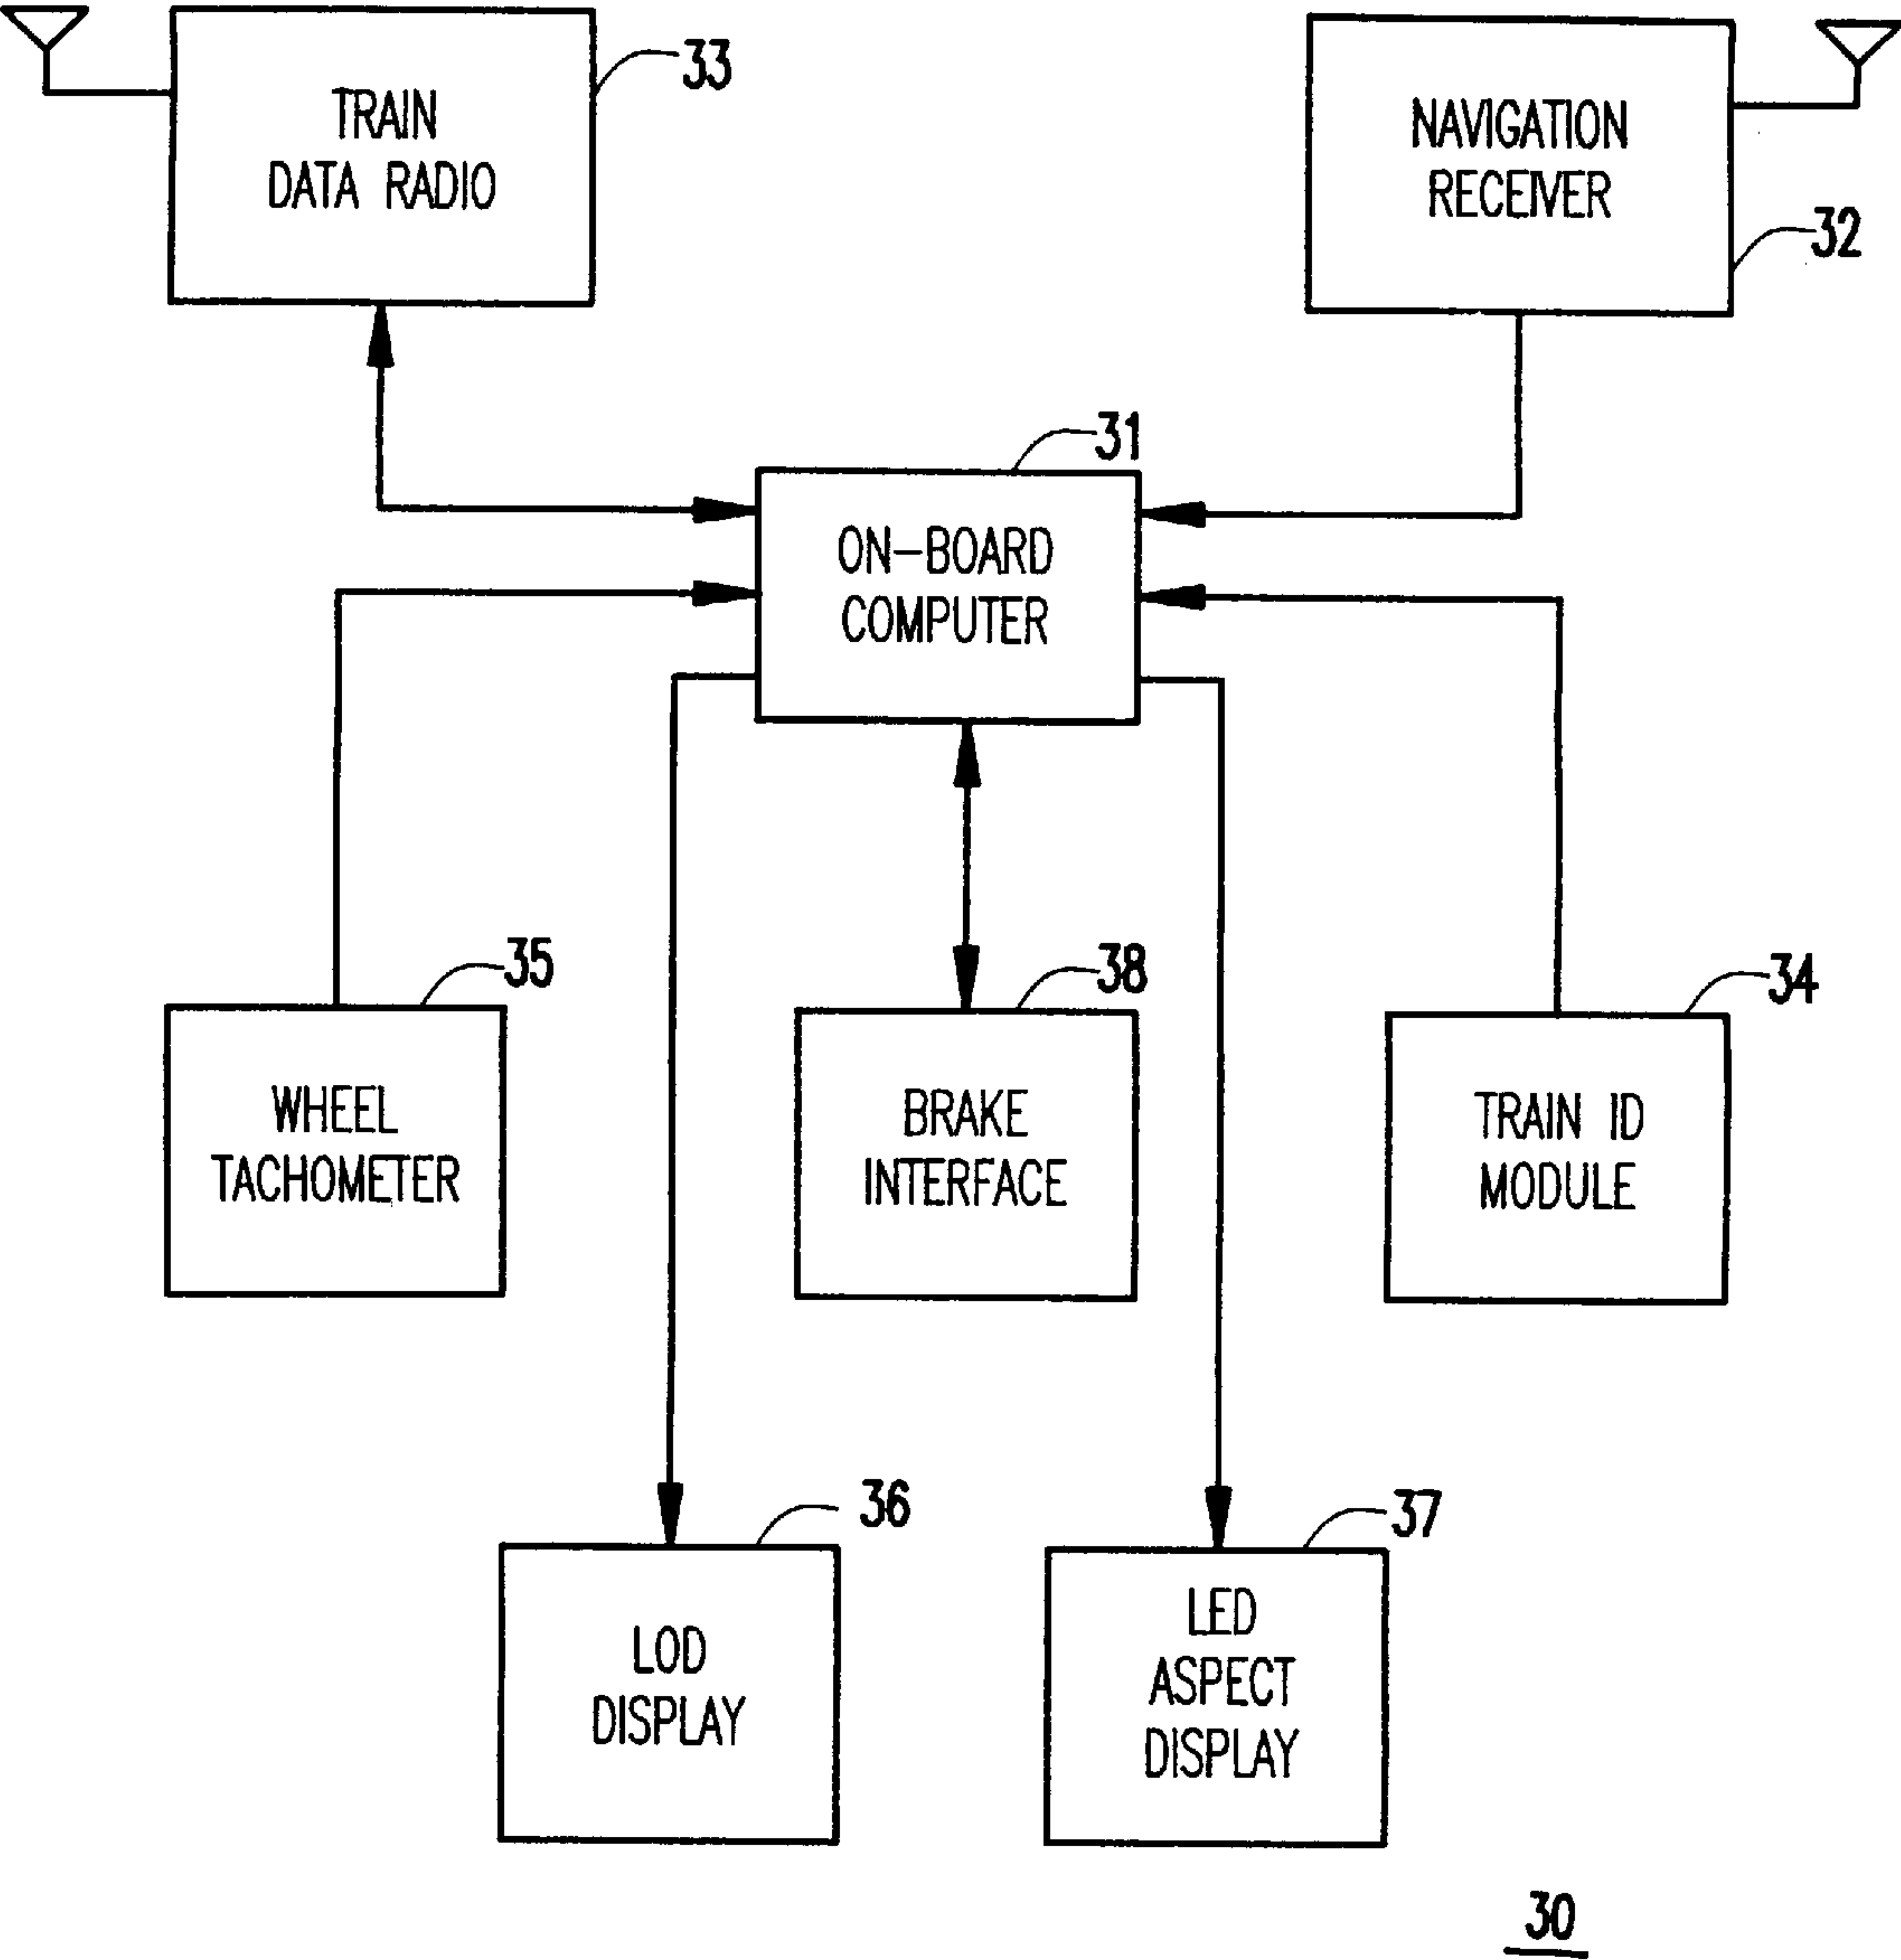 TRAIN
DATA RADIO
33
NAVIGATION
RECEIVER
32
31
ON-BOARD
COMPUTER
35
WHEEL
TACHOMETER
38
BRAKE
INTERFACE
34
TRAIN ID
MODULE
36
LOD
DISPLAY
37
LED
ASPECT
DISPLAY
30